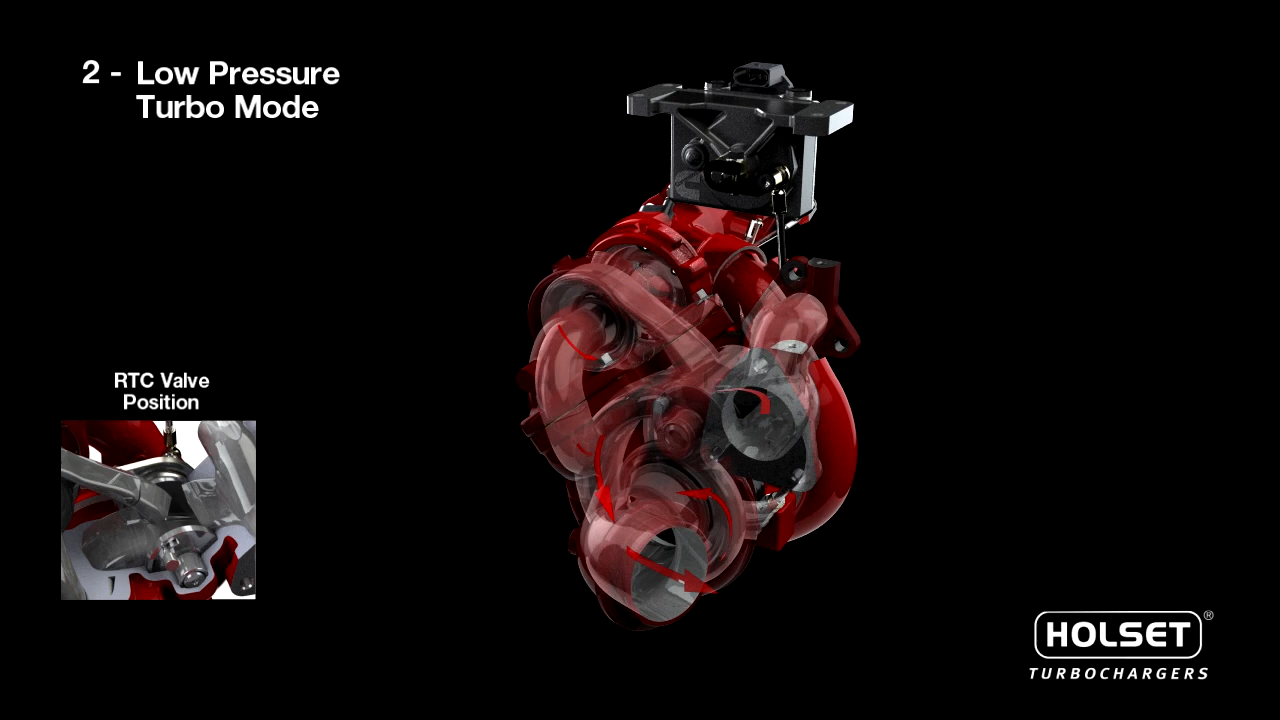 2 - Low Pressure
Turbo Mode
RTC Valve
Position
HOLSET®
TURBOCHARGERS